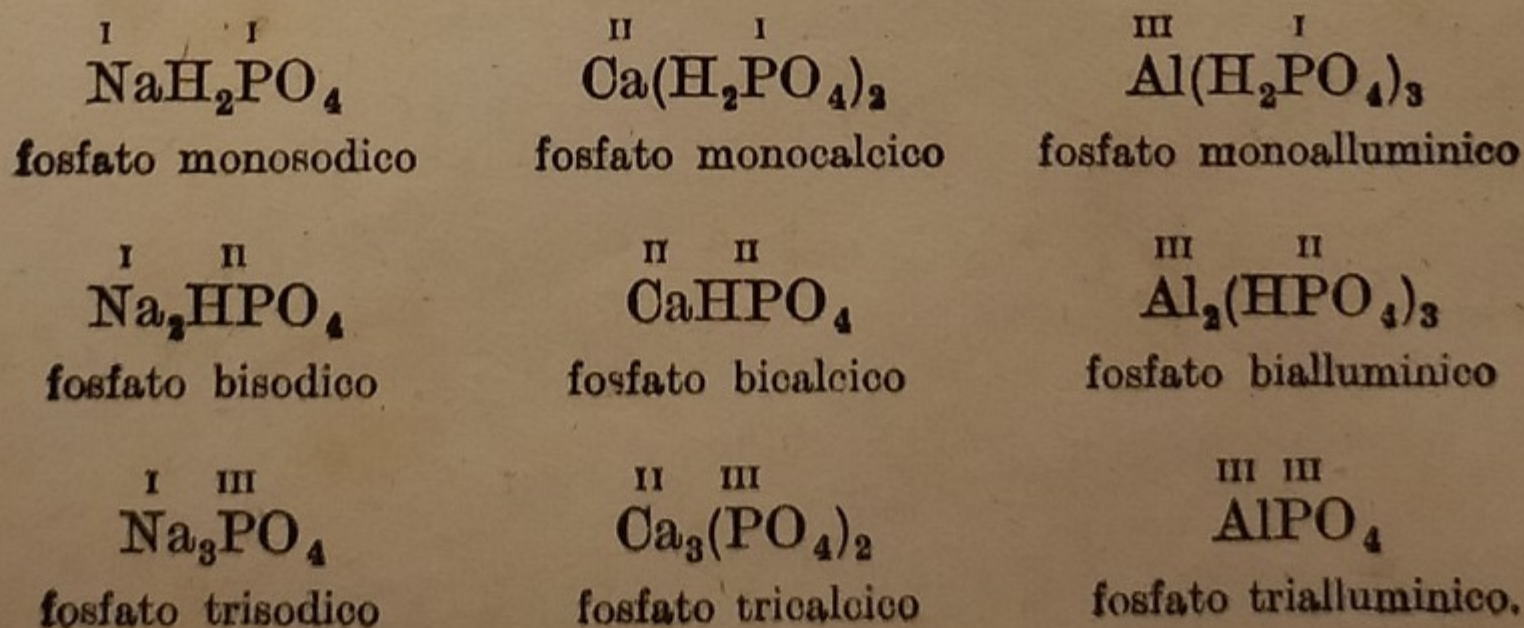 I I II I III I
NaH₂PO₄ Ca(H₂PO₄)₂ Al(H₂PO₄)₃
fosfato monosodico fosfato monocalcico fosfato monoalluminico
I II II II III II
Na₂HPO₄ CaHPO₄ Al₂(HPO₄)₃
fosfato bisodico fosfato bicalcico fosfato bialluminico
I III II III III III
Na₃PO₄ Ca₃(PO₄)₂ AlPO₄
fosfato trisodico fosfato tricalcico fosfato trialluminico.